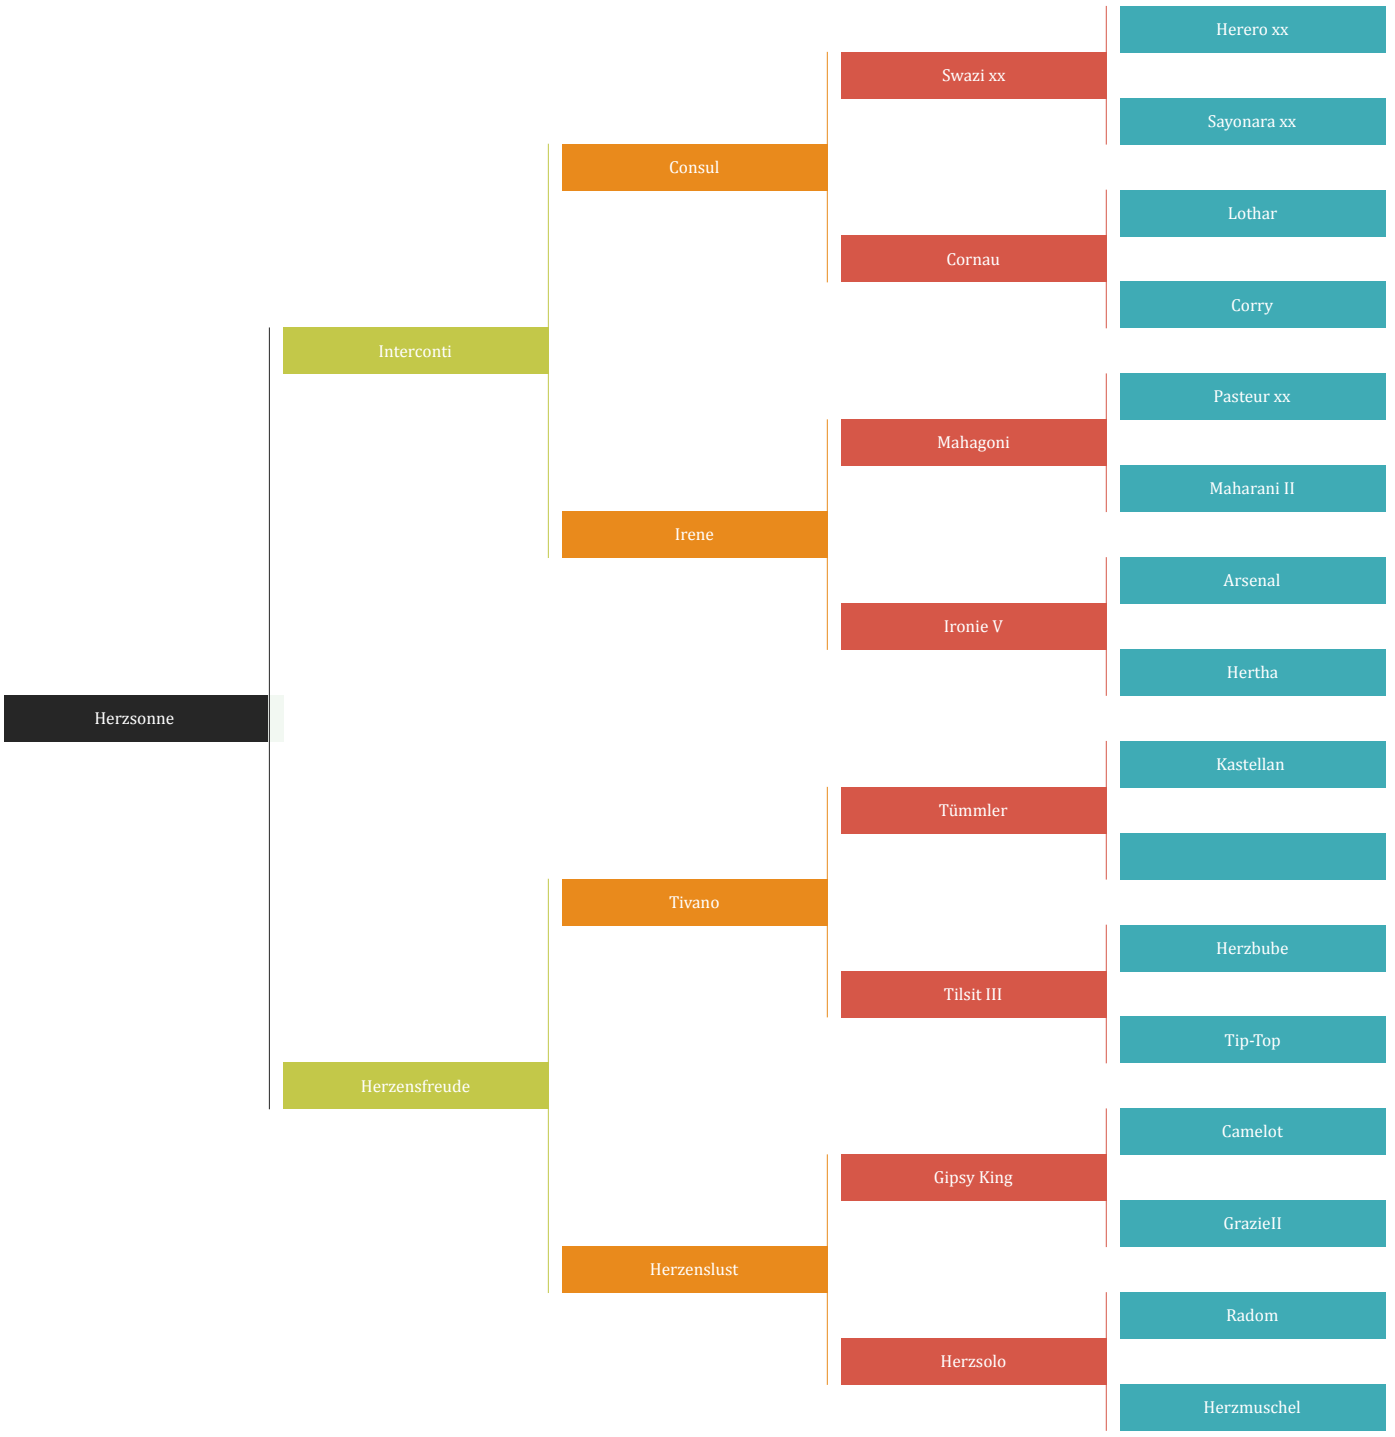 Herero xx
Swazi xx
Sayonara xx
Consul
Lothar
Cornau
Corry
Interconti
Pasteur xx
Mahagoni
Maharani II
Irene
Arsenal
Ironie V
Hertha
Herzsonne
Kastellan
Tümmler
Tivano
Herzbube
Tilsit III
Tip-Top
Herzensfreude
Camelot
Gipsy King
GrazieII
Herzenslust
Radom
Herzsolo
Herzmuschel